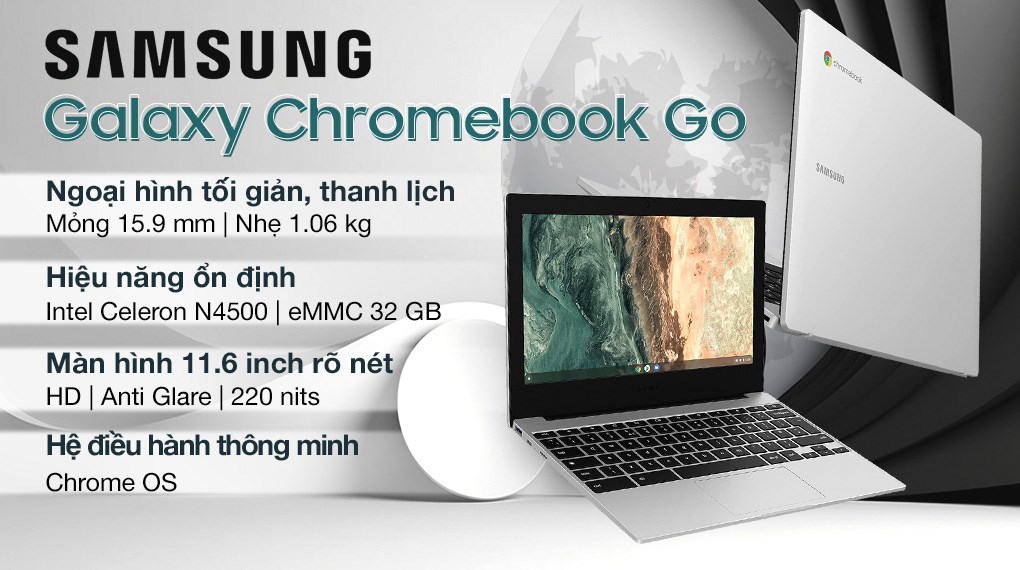 SAMSUNG
Galaxy Chromebook Go
Ngoại hình tối giản, thanh lịch
Mỏng 15.9 mm | Nhẹ 1.06 kg
Hiệu năng ổn định
Intel Celeron N4500 | eMMC 32 GB
Màn hình 11.6 inch rõ nét
HD | Anti Glare | 220 nits
Hệ điều hành thông minh
Chrome OS
chromebook
SAMSUNG
SAMSUNG